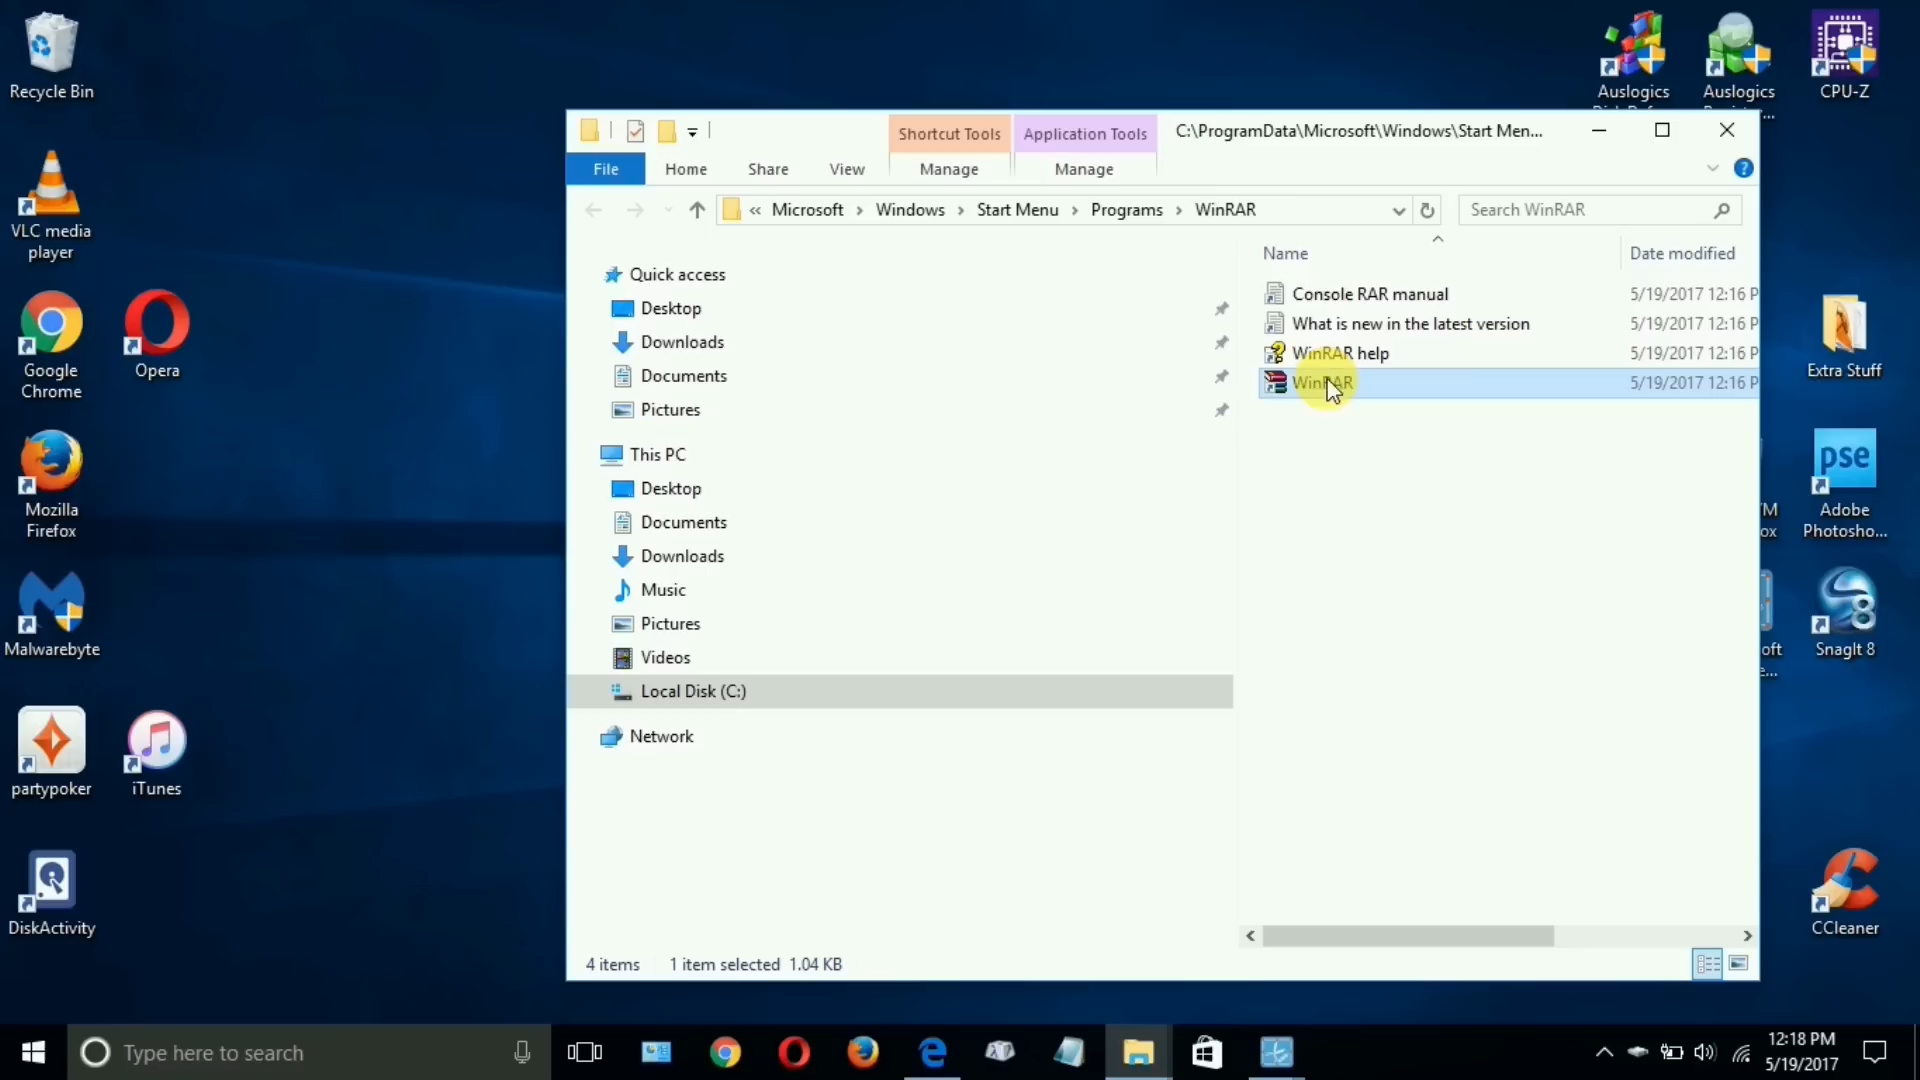 Recycle Bin
VLC media
player
Google
Chrome
Opera
Mozilla
Firefox
Malwarebyte
partypoker
iTunes
DiskActivity
Auslogics
Auslogics
CPU-Z
Extra Stuff
pse
Adobe
Photosho...
SnagIt 8
CCleaner
Shortcut Tools
Application Tools
C:\ProgramData\Microsoft\Windows\Start Men...
File
Home
Share
View
Manage
Manage
« Microsoft > Windows > Start Menu > Programs > WinRAR
Search WinRAR
Quick access
Desktop
Downloads
Documents
Pictures
This PC
Desktop
Documents
Downloads
Music
Pictures
Videos
Local Disk (C:)
Network
Name
Date modified
Console RAR manual 5/19/2017 12:16 P
What is new in the latest version 5/19/2017 12:16 P
WinRAR help 5/19/2017 12:16 P
WinRAR 5/19/2017 12:16 P
4 items
1 item selected 1.04 KB
Type here to search
12:18 PM
5/19/2017